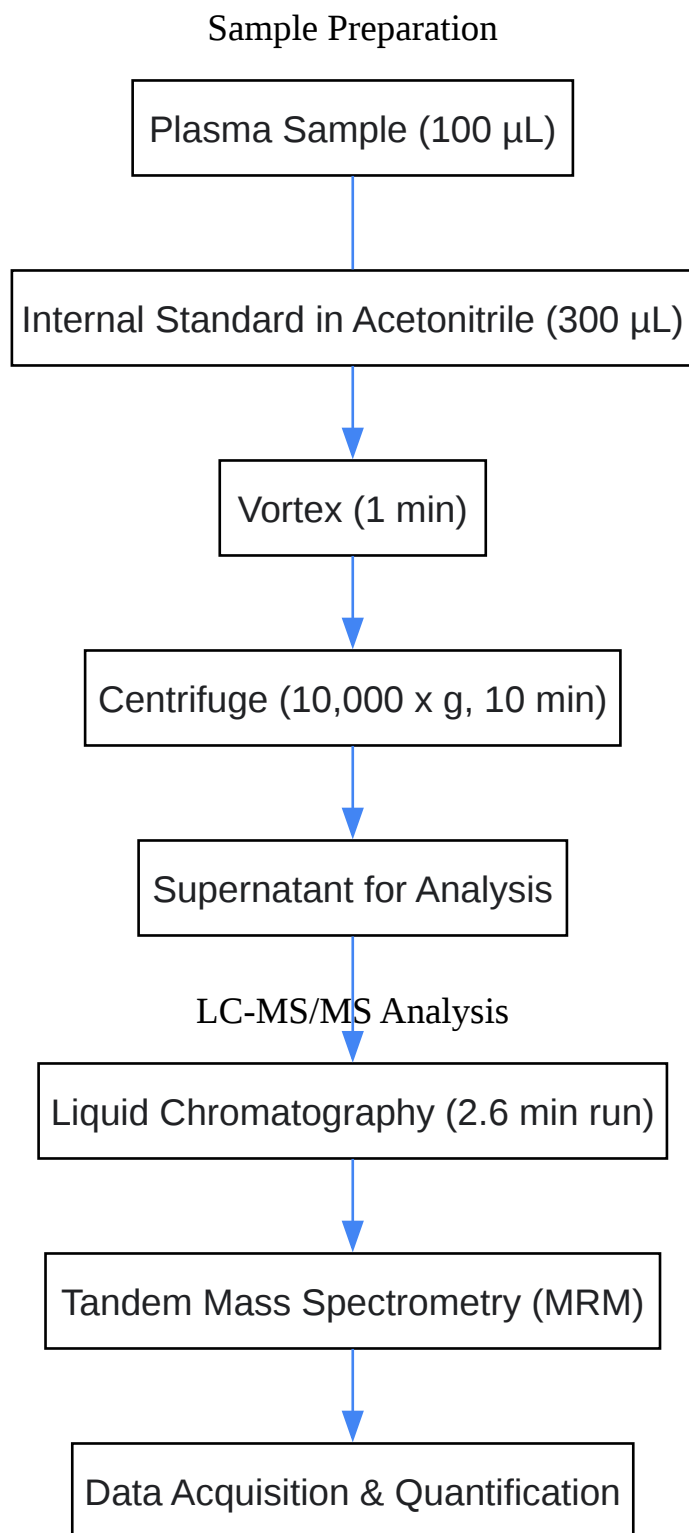 Sample Preparation
Plasma Sample (100 µL)
Internal Standard in Acetonitrile (300 µL)
Vortex (1 min)
Centrifuge (10,000 x g, 10 min)
Supernatant for Analysis
LC-MS/MS Analysis
Liquid Chromatography (2.6 min run)
Tandem Mass Spectrometry (MRM)
Data Acquisition & Quantification